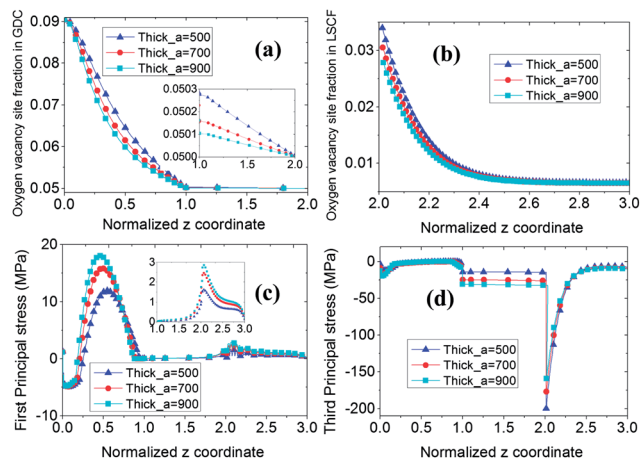 Oxygen vacancy site fraction in GDC
0.09
0.08
0.07
0.06
0.05
Thick_a=500
Thick_a=700
Thick_a=900
(a)
0.0503
0.0502
0.0501
0.0500
1.0 1.5 2.0
0.0 0.5 1.0 1.5 2.0
Normalized z coordinate
Oxygen vacancy site fraction in LSCF
0.03
0.02
0.01
(b)
Thick_a=500
Thick_a=700
Thick_a=900
2.0 2.2 2.4 2.6 2.8 3.0
Normalized z coordinate
First Principal stress (MPa)
20
10
0
-10
3
2
1
0
1.0 1.5 2.0 2.5 3.0
(c)
Thick_a=500
Thick_a=700
Thick_a=900
0.0 0.5 1.0 1.5 2.0 2.5 3.0
Normalized z coordinate
Third Principal stress (MPa)
0
-50
-100
-150
-200
(d)
Thick_a=500
Thick_a=700
Thick_a=900
0.0 0.5 1.0 1.5 2.0 2.5 3.0
Normalized z coordinate